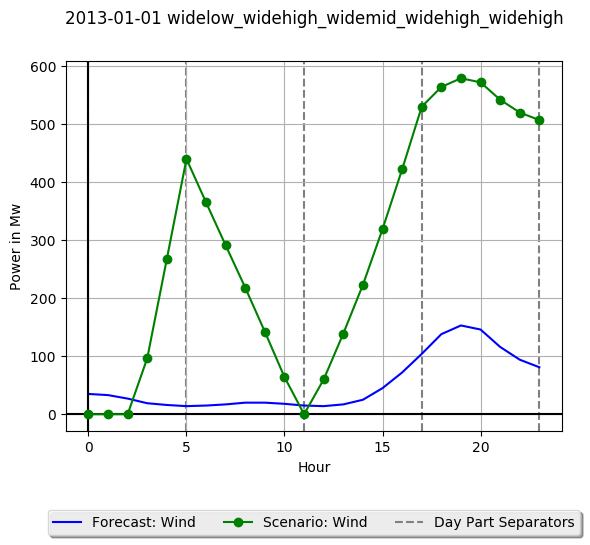 2013-01-01 widelow_widehigh_widemid_widehigh_widehigh
600
500
400
300
200
100
0
Power in Mw
0 5 10 15 20
Hour
Forecast: Wind Scenario: Wind Day Part Separators